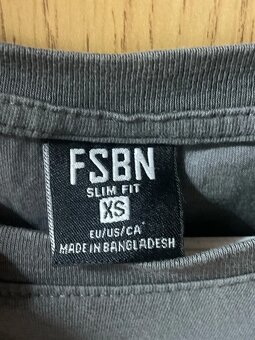 FSBN
SLIM FIT
XS
EU/US/CA
MADE IN BANGLADESH